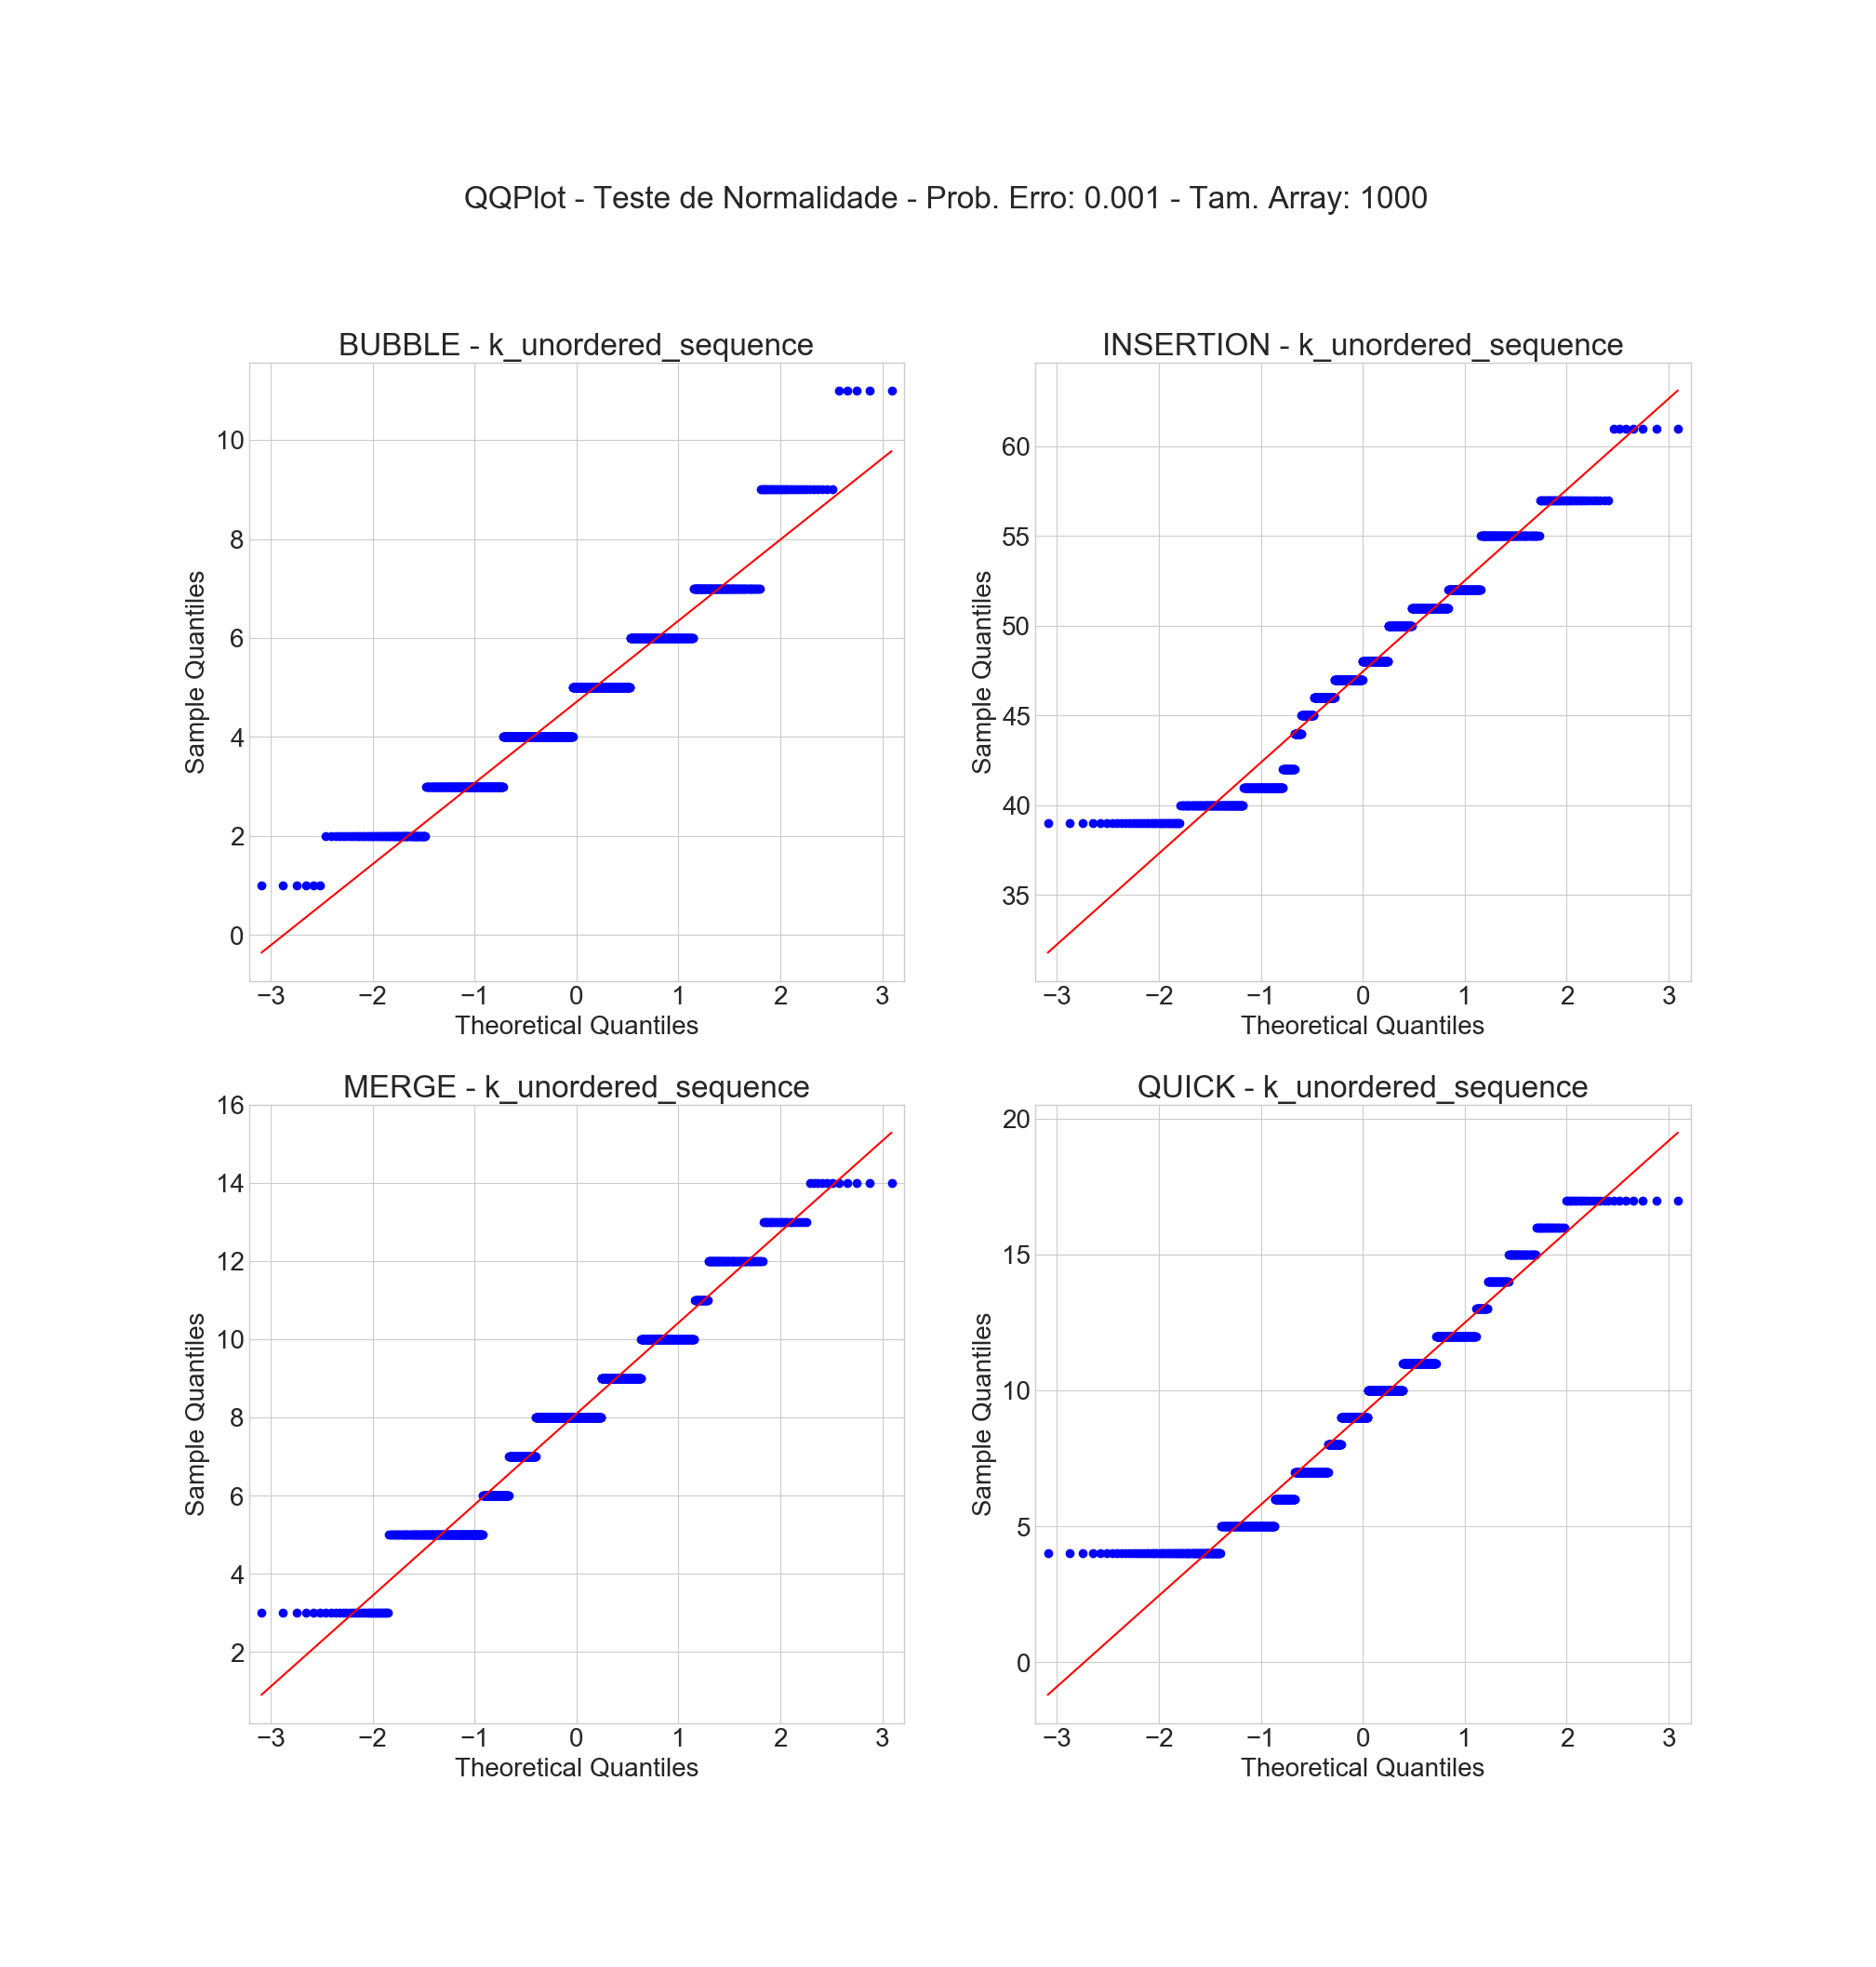 QQPlot - Teste de Normalidade - Prob. Erro: 0.001 - Tam. Array: 1000
BUBBLE - k_unordered_sequence
10
8
6
4
2
0
Sample Quantiles
−3 −2 −1 0 1 2 3
Theoretical Quantiles
INSERTION - k_unordered_sequence
60
55
50
45
40
35
Sample Quantiles
−3 −2 −1 0 1 2 3
Theoretical Quantiles
MERGE - k_unordered_sequence
16
14
12
10
8
6
4
2
Sample Quantiles
−3 −2 −1 0 1 2 3
Theoretical Quantiles
QUICK - k_unordered_sequence
20
15
10
5
0
Sample Quantiles
−3 −2 −1 0 1 2 3
Theoretical Quantiles